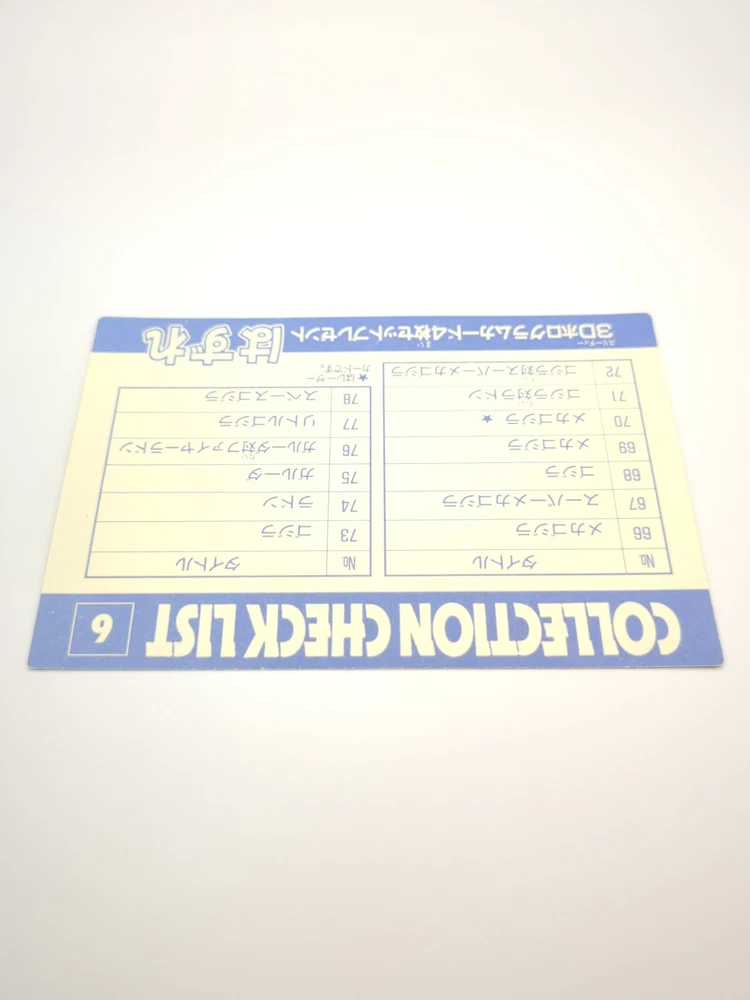 COLLECTION CHECK LIST 6
No. タイトル
66 メカゴジラ
67 スーパーメカゴジラ
68 ゴジラ
69 メカゴジラ
70 メカゴジラ ★
71 ゴジラ対ラドン
72 ゴジラ対スーパーメカゴジラ
No. タイトル
73 ゴジラ
74 ラドン
75 ガルーダ
76 ガルーダ対ファイヤーラドン
77 リトルゴジラ
78 スペースゴジラ
★はレーザー
カードです。
3Dホログラムカード4枚セットプレゼント はずれ